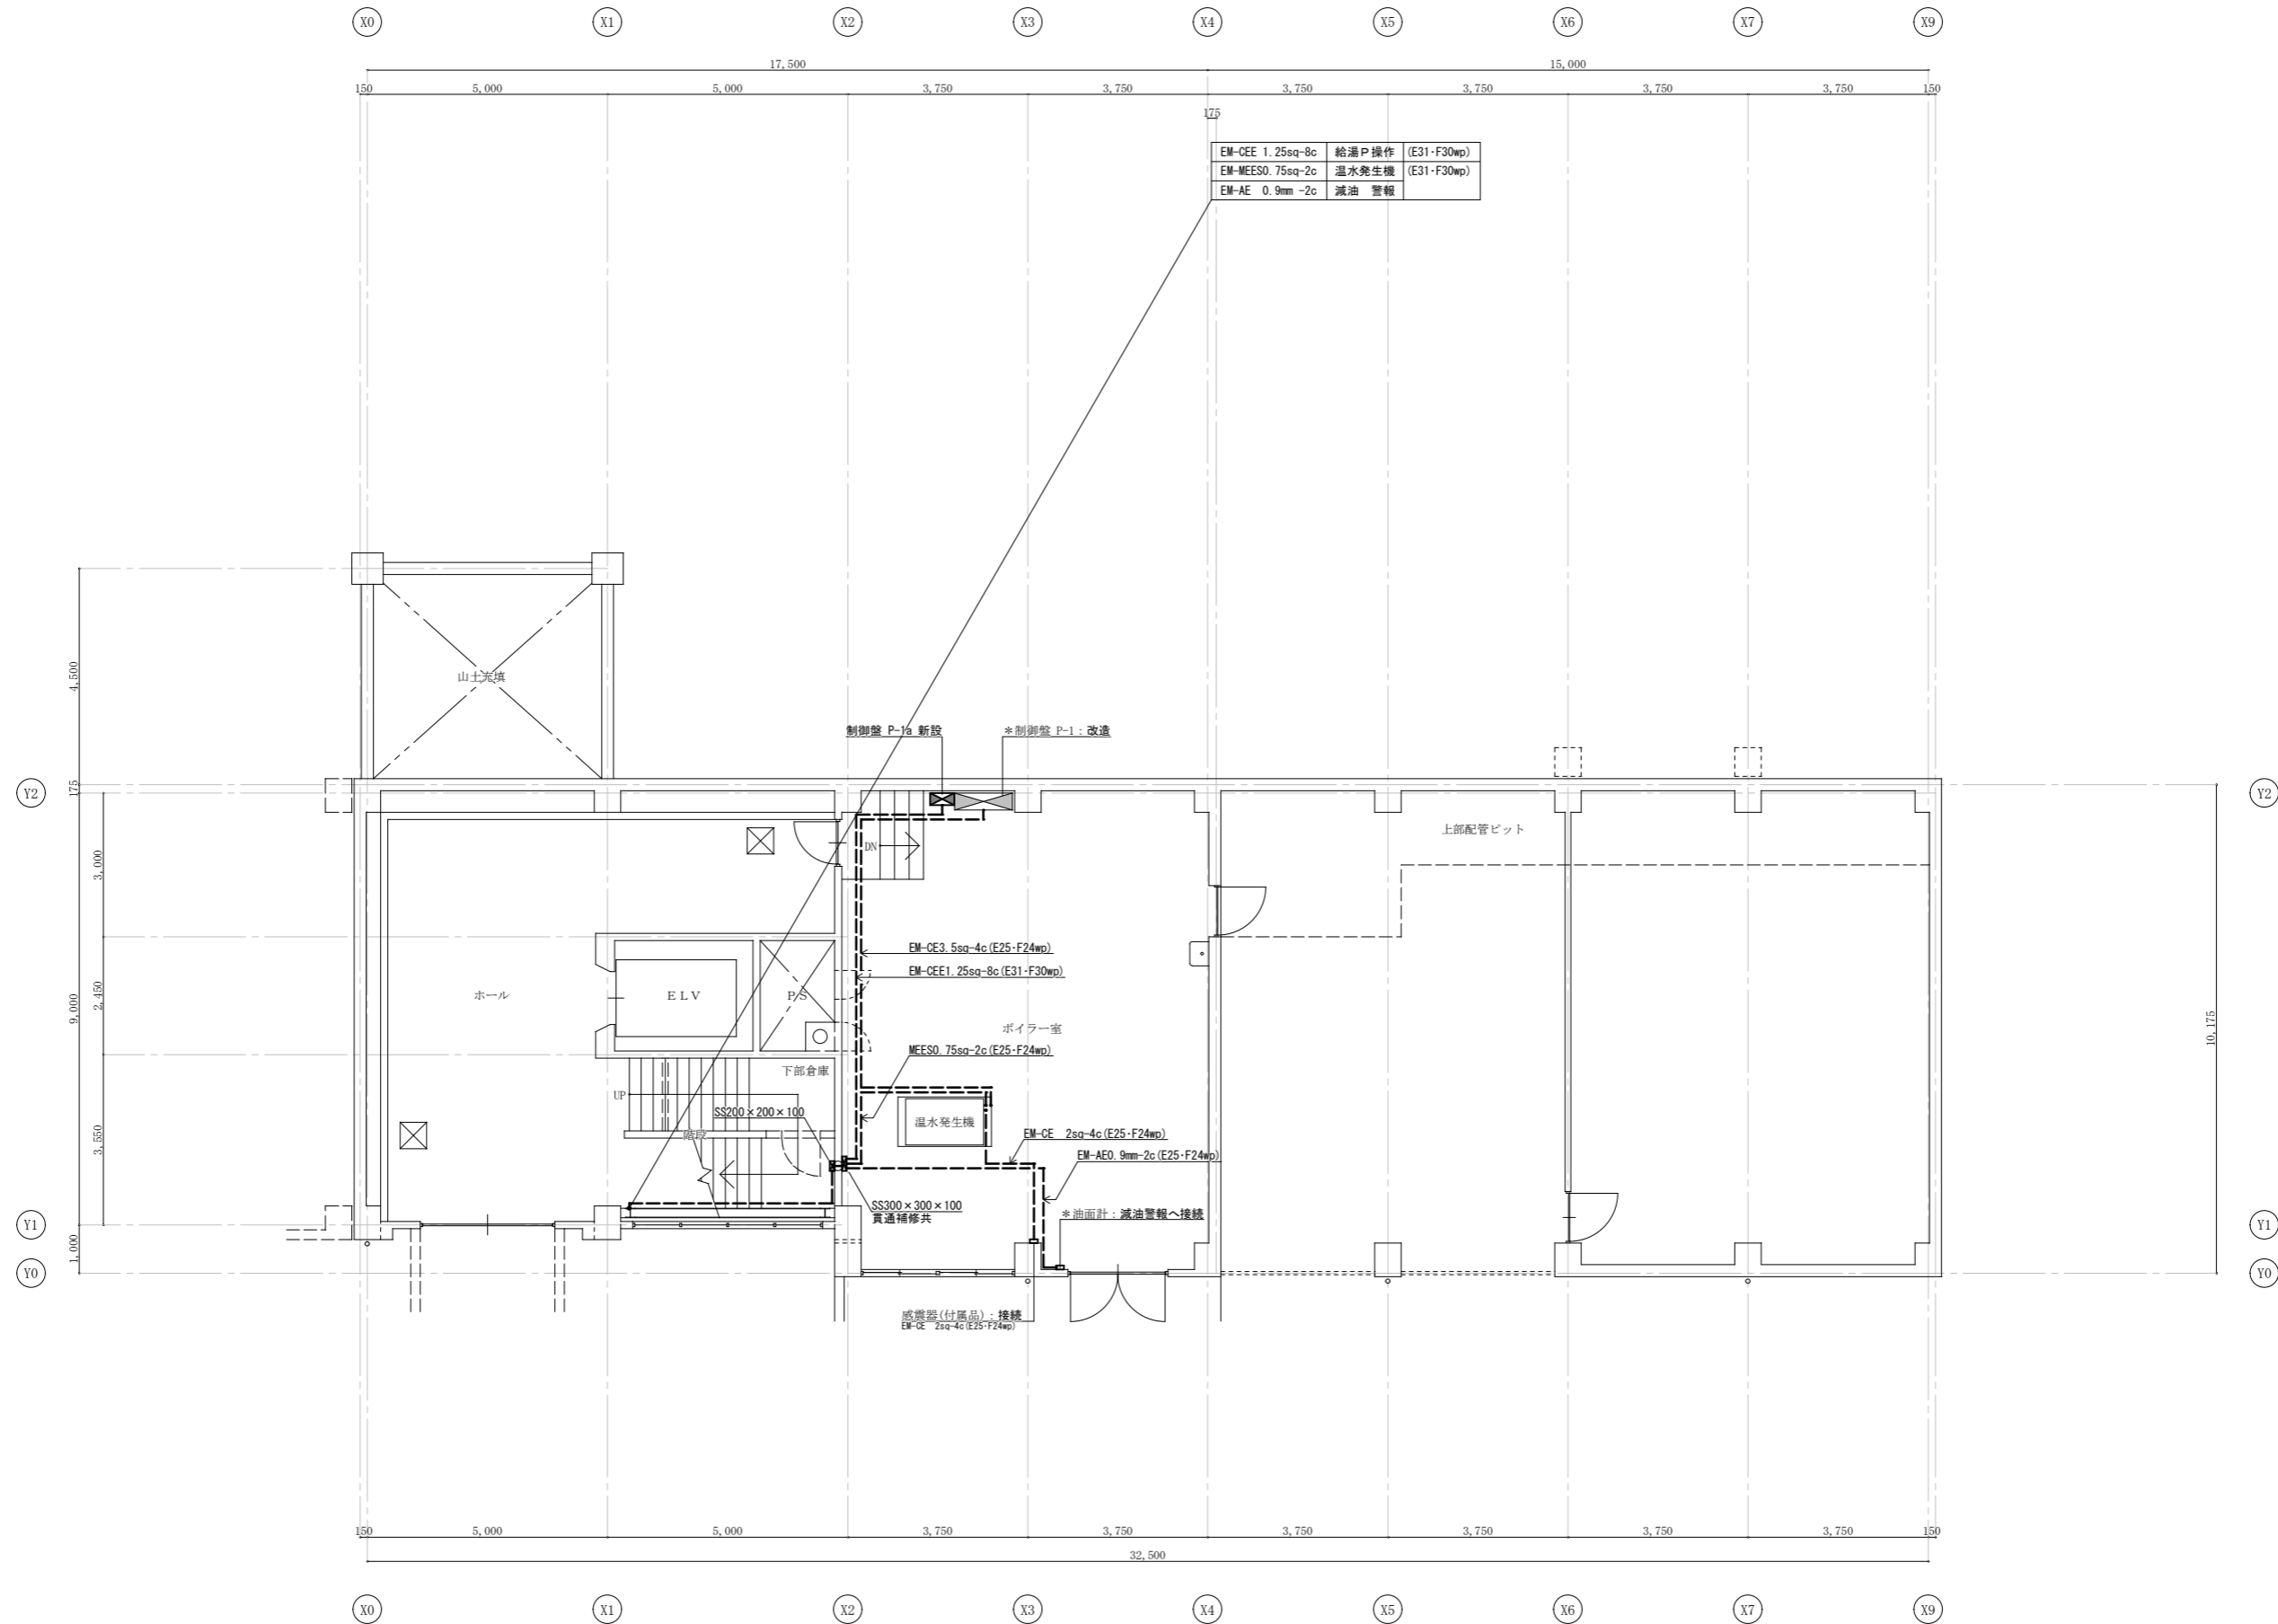 X0 X1 X2 X3 X4 X5 X6 X7 X9
17,500 15,000
150 5,000 5,000 3,750 3,750 3,750 3,750 3,750 3,750 150
175
EM-CEE 1.25sq-8c 給湯P操作 (E31·F30wp)
EM-MEES0.75sq-2c 温水発生機 (E31·F30wp)
EM-AE 0.9mm -2c 減油 警報
4,500
山土充填
制御盤 P-1a 新設 *制御盤 P-1:改造
175
Y2 Y2
上部配管ピット
DN
3,000
EM-CE3.5sq-4c(E25·F24wp)
EM-CEE1.25sq-8c(E31·F30wp)
9,000 2,450
ホール ELV PS
ボイラー室
10,175
MEES0.75sq-2c(E25·F24wp)
下部倉庫
UP
SS200×200×100
温水発生機
3,550
階段
EM-CE 2sq-4c(E25·F24wp)
EM-AE0.9mm-2c(E25·F24wp)
SS300×300×100
貫通補修共
*油面計:減油警報へ接続
Y1 Y1
1,000
Y0 Y0
感震器(付属品):接続
EM-CE 2sq-4c(E25·F24wp)
150 5,000 5,000 3,750 3,750 3,750 3,750 3,750 3,750 150
32,500
X0 X1 X2 X3 X4 X5 X6 X7 X9